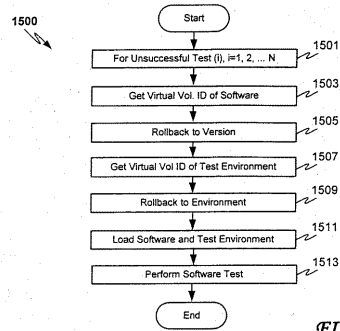 Start
1500
1501
For Unsuccessful Test (i), i=1, 2, ... N
1503
Get Virtual Vol. ID of Software
1505
Rollback to Version
1507
Get Virtual Vol ID of Test Environment
1509
Rollback to Environment
1511
Load Software and Test Environment
1513
Perform Software Test
End